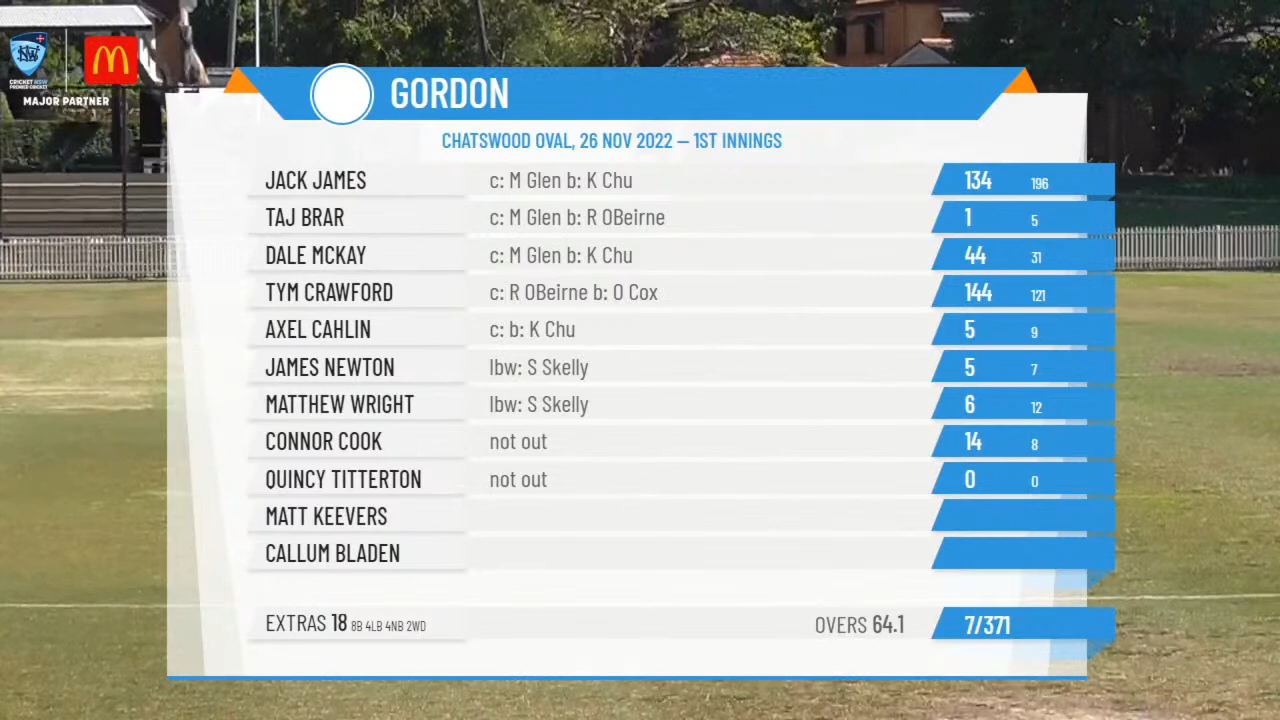 CRICKET NSW
PREMIER CRICKET
MAJOR PARTNER
GORDON
CHATSWOOD OVAL, 26 NOV 2022 – 1ST INNINGS
JACK JAMES c: M Glen b: K Chu 134 196
TAJ BRAR c: M Glen b: R OBeirne 1 5
DALE MCKAY c: M Glen b: K Chu 44 31
TYM CRAWFORD c: R OBeirne b: O Cox 144 121
AXEL CAHLIN c: b: K Chu 5 9
JAMES NEWTON lbw: S Skelly 5 7
MATTHEW WRIGHT lbw: S Skelly 6 12
CONNOR COOK not out 14 8
QUINCY TITTERTON not out 0 0
MATT KEEVERS
CALLUM BLADEN
EXTRAS 18 8B 4LB 4NB 2WD OVERS 64.1 7/371